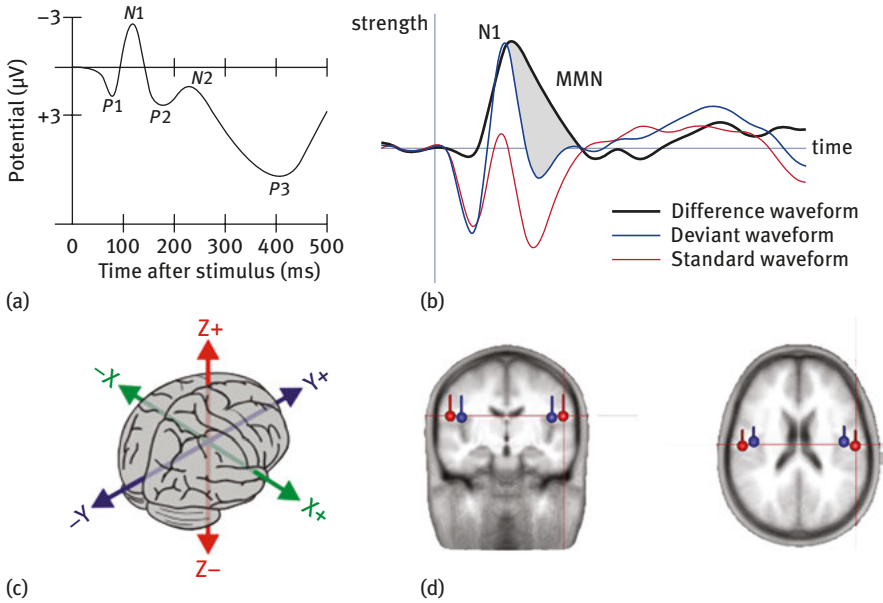 −3
N1
Potential (µV)
P1
P2
N2
+3
P3
0 100 200 300 400 500
Time after stimulus (ms)
(a)
strength
N1
MMN
time
Difference waveform
Deviant waveform
Standard waveform
(b)
Z+
−X
Y+
−Y
X+
Z−
(c)
(d)